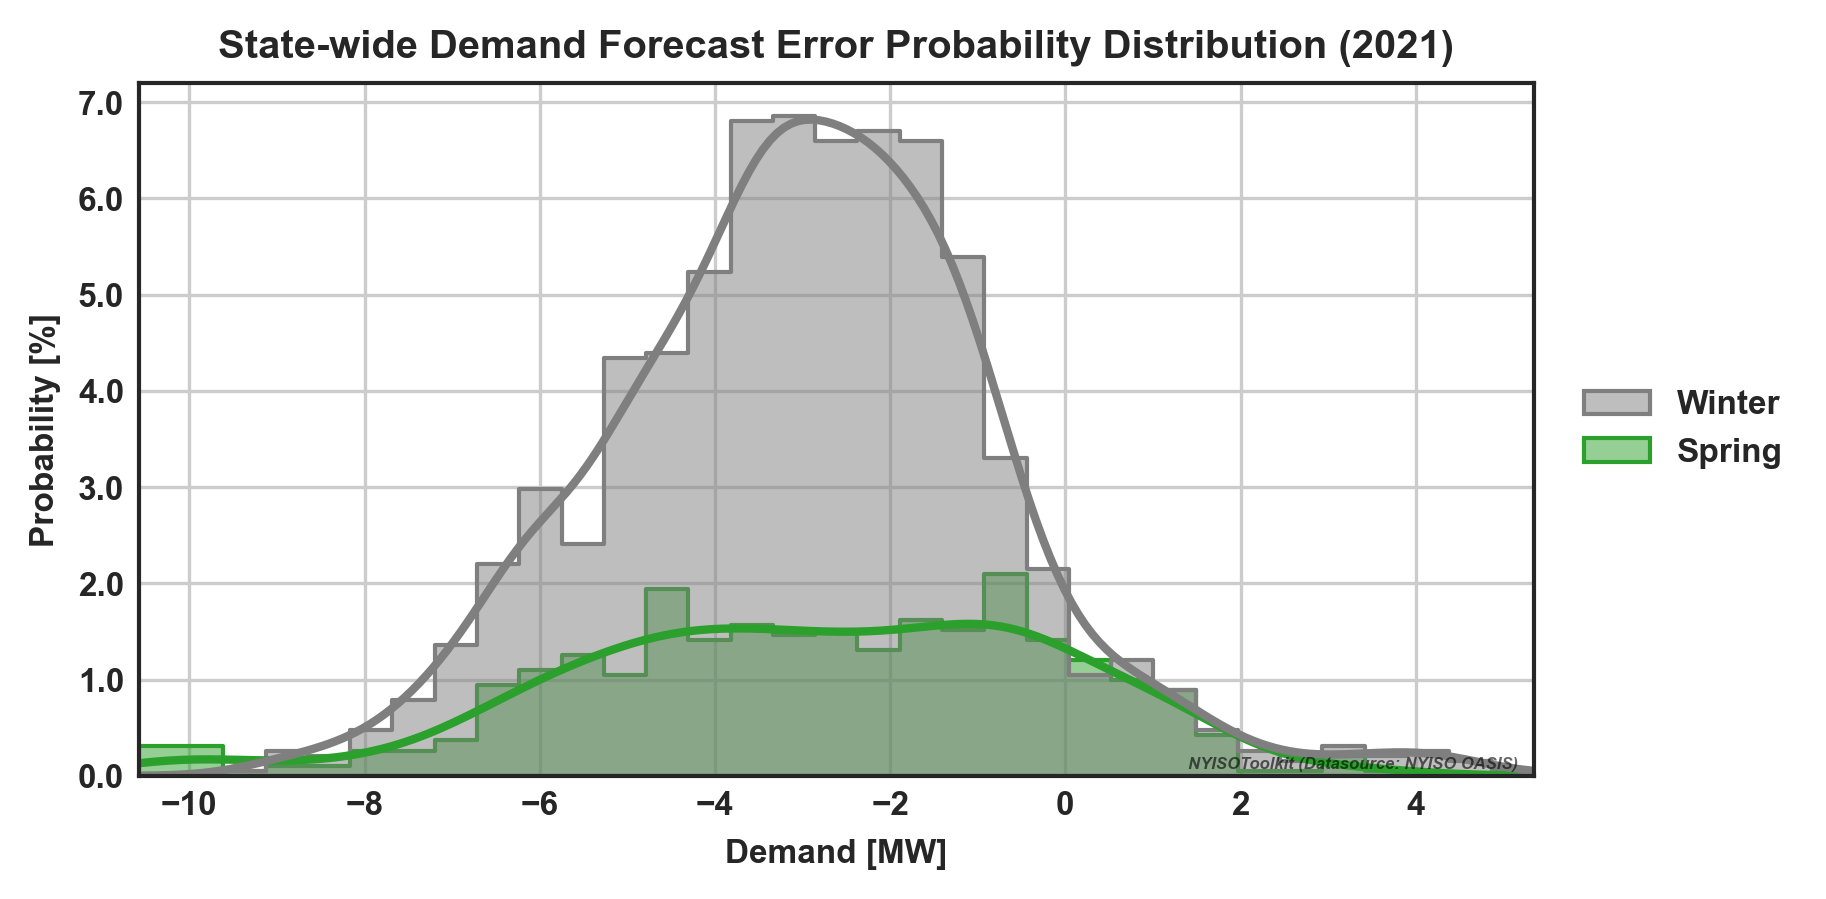 State-wide Demand Forecast Error Probability Distribution (2021)
7.0
6.0
5.0
4.0
3.0
2.0
1.0
0.0
Probability [%]
Winter
Spring
NYISOToolkit (Datasource: NYISO OASIS)
−10 −8 −6 −4 −2 0 2 4
Demand [MW]